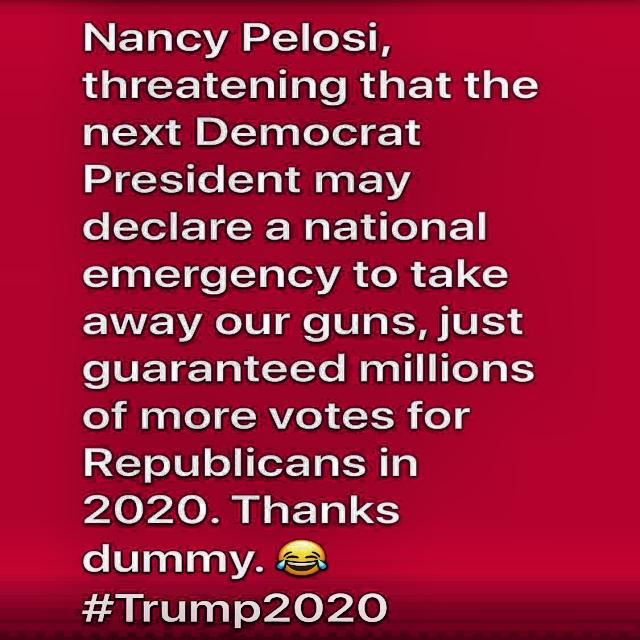 Nancy Pelosi,
threatening that the
next Democrat
President may
declare a national
emergency to take
away our guns, just
guaranteed millions
of more votes for
Republicans in
2020. Thanks
dummy. 😂
#Trump2020